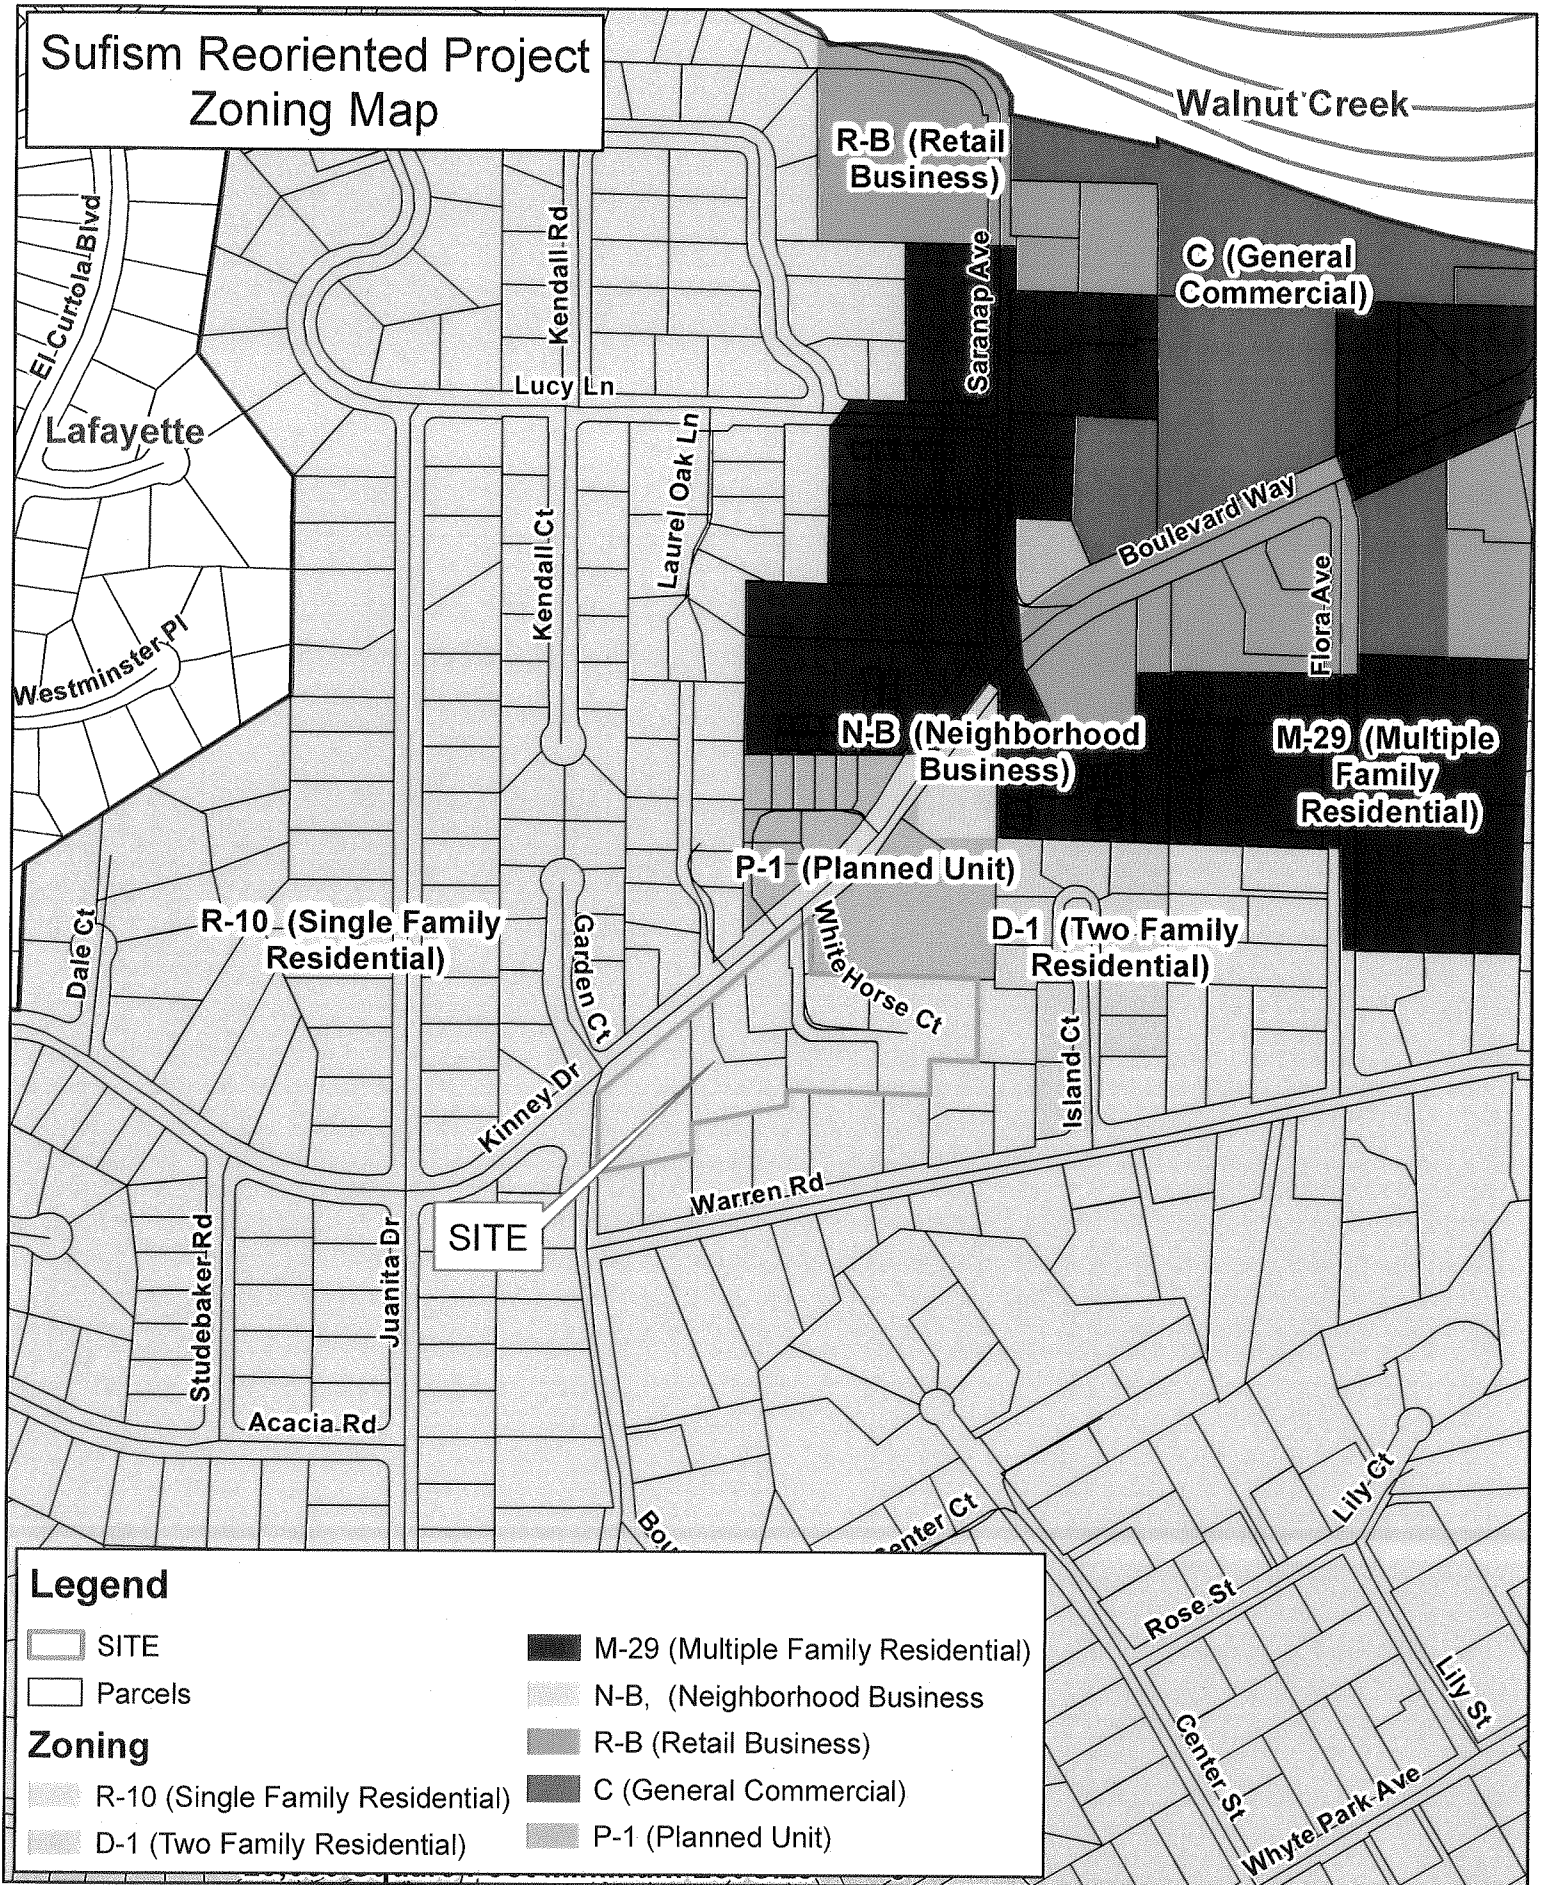 Sufism Reoriented Project
Zoning Map
Walnut Creek
R-B (Retail
Business)
C (General
Commercial)
El Curtola Blvd
Kendall Rd
Saranap Ave
Lucy Ln
Lafayette
Laurel Oak Ln
Kendall Ct
Boulevard Way
Flora Ave
Westminster Pl
N-B (Neighborhood
Business)
M-29 (Multiple
Family
Residential)
P-1 (Planned Unit)
R-10 (Single Family
Residential)
D-1 (Two Family
Residential)
Dale Ct
Garden Ct
White Horse Ct
Island Ct
Kinney Dr
Warren Rd
SITE
Studebaker Rd
Juanita Dr
Acacia Rd
Lily Ct
Bou
enter Ct
Rose St
Lily St
Center St
Whyte Park Ave
Legend
SITE
Parcels
Zoning
R-10 (Single Family Residential)
D-1 (Two Family Residential)
M-29 (Multiple Family Residential)
N-B, (Neighborhood Business
R-B (Retail Business)
C (General Commercial)
P-1 (Planned Unit)